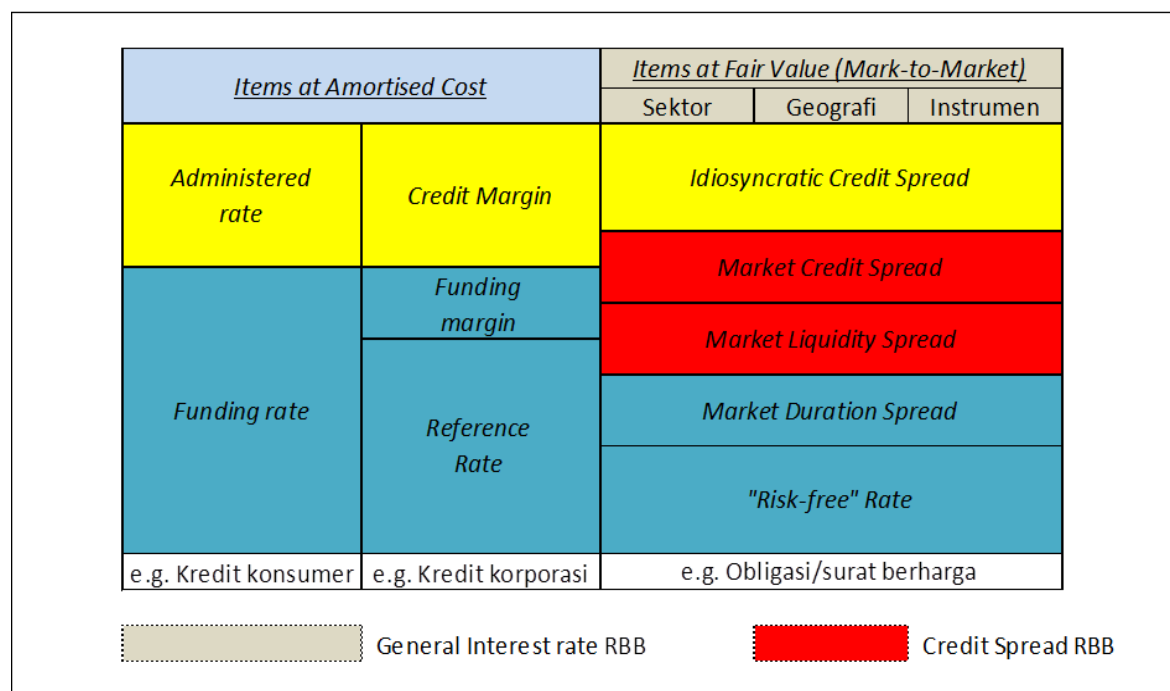 Items at Amortised Cost
Items at Fair Value (Mark-to-Market)
Sektor
Geografi
Instrumen
Administered
rate
Credit Margin
Idiosyncratic Credit Spread
Market Credit Spread
Funding
margin
Market Liquidity Spread
Funding rate
Reference
Rate
Market Duration Spread
"Risk-free" Rate
e.g. Kredit konsumer
e.g. Kredit korporasi
e.g. Obligasi/surat berharga
General Interest rate RBB
Credit Spread RBB